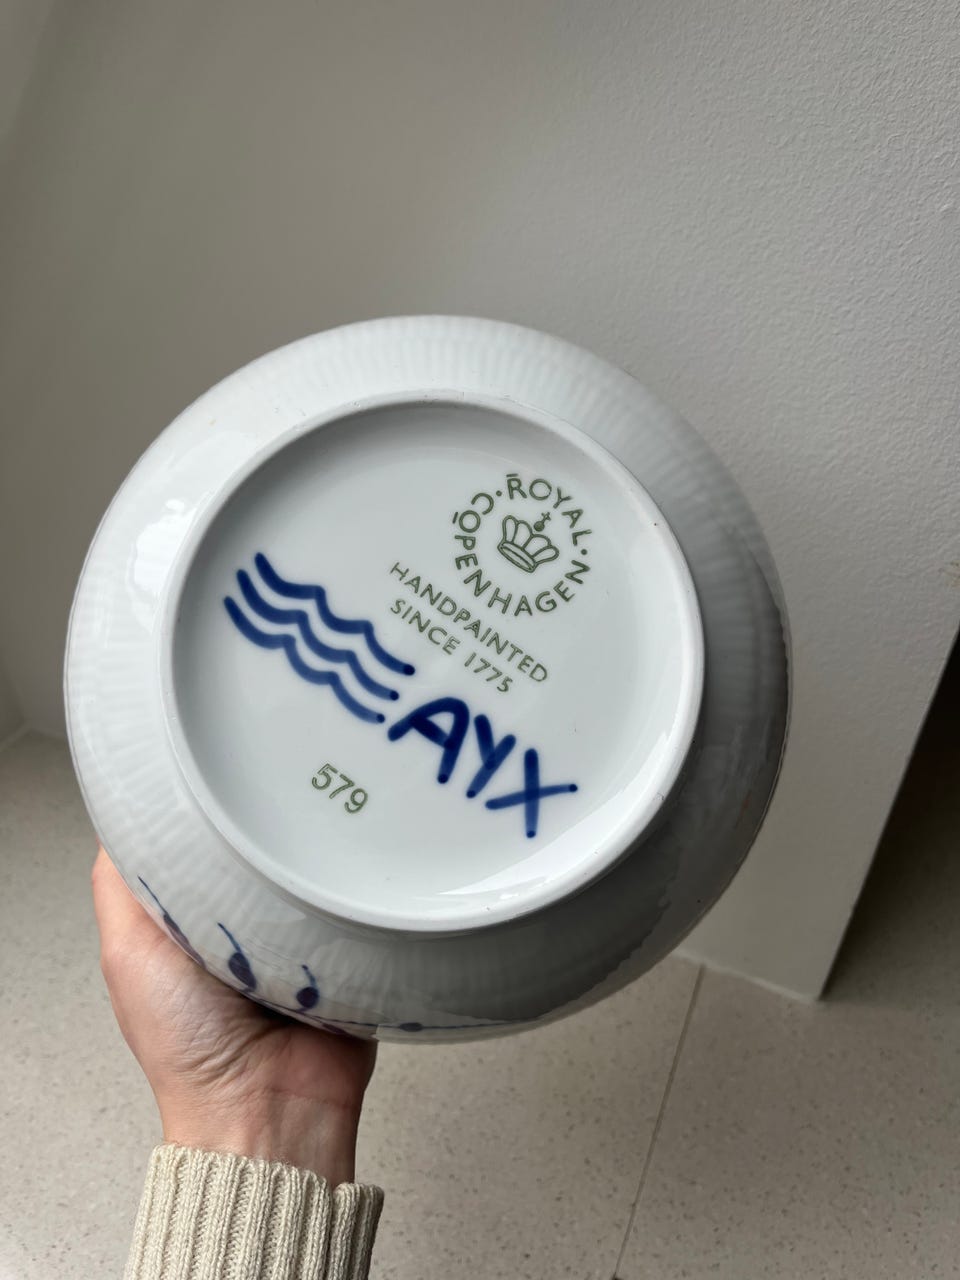 ROYAL · COPENHAGEN ·
HANDPAINTED
SINCE 1775
AYX
579